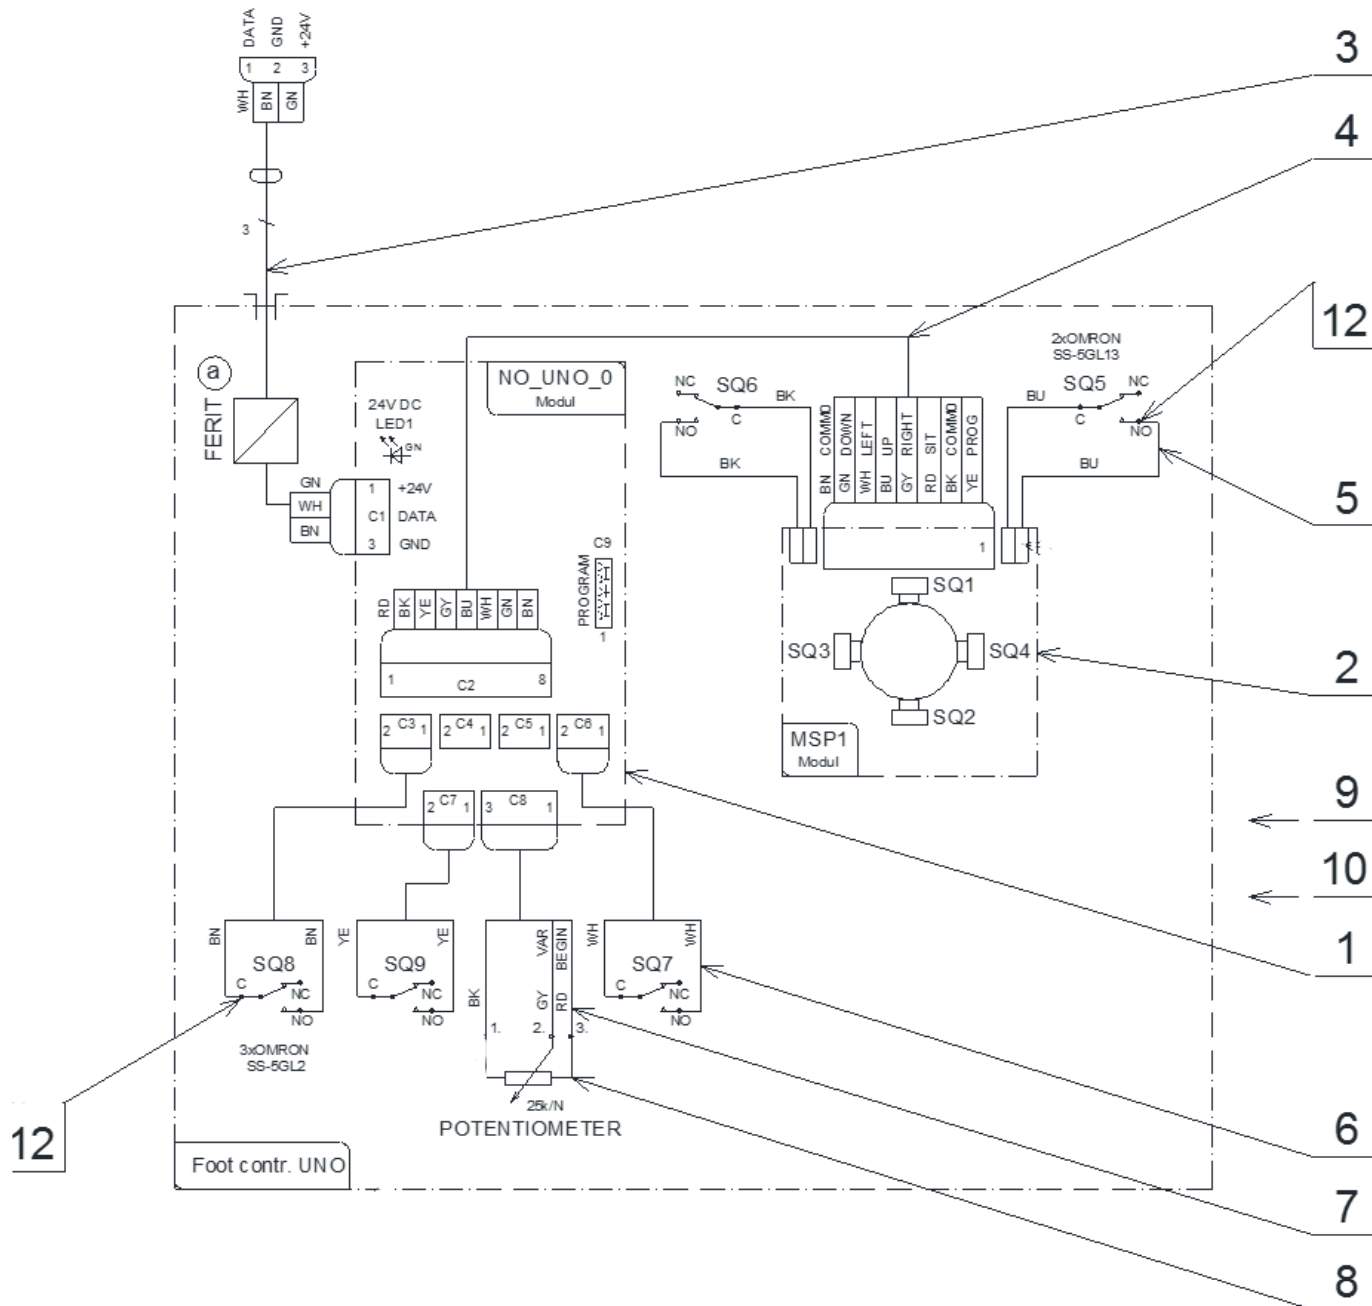 DATA
GND
+24V
1 2 3
WH
BN
GN
3
3
4
12
FERIT
a
24V DC
LED1
GN
NO_UNO_0
Modul
NC
SQ6
BK
C
NO
BK
BN COMMD
GN DOWN
WH LEFT
BU UP
GY RIGHT
RD SIT
BK COMMD
YE PROG
2xOMRON
SS-5GL13
SQ5
NC
BU
C
NO
BU
5
GN
WH
BN
1 +24V
C1 DATA
3 GND
1
PROGRAM
C9
1
RD
BK
YE
GY
BU
WH
GN
BN
1 C2 8
SQ1
SQ3
SQ4
SQ2
2
MSP1
Modul
2 C3 1
2 C4 1
2 C5 1
2 C6 1
2 C7 1
3 C8 1
9
10
1
BN
BN
SQ8
C
NC
NO
3xOMRON
SS-5GL2
YE
YE
SQ9
C
NC
NO
BK
VAR
GY
BEGIN
RD
1.
2.
3.
25k/N
POTENTIOMETER
WH
WH
SQ7
C
NC
NO
12
Foot contr. UNO
6
7
8